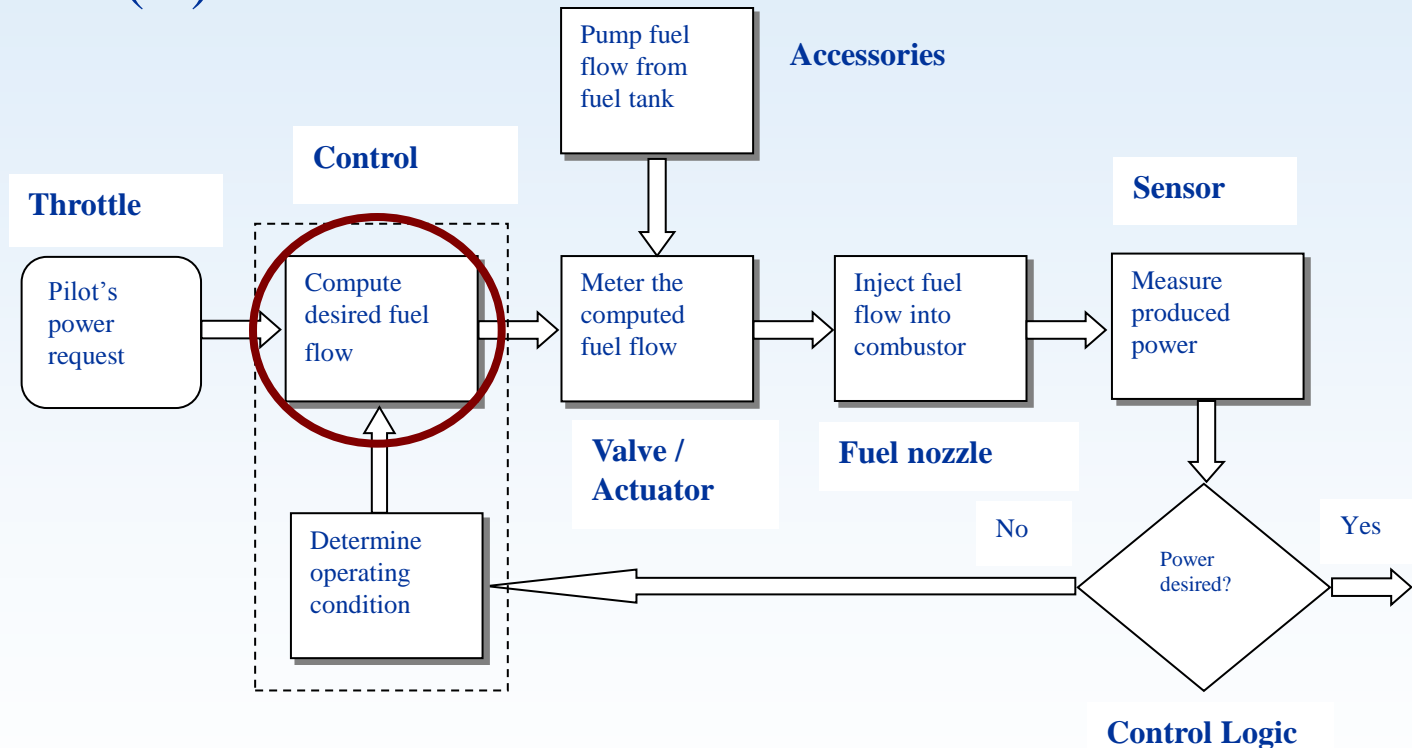 Pump fuel
flow from
fuel tank
Accessories
Control
Throttle
Sensor
Pilot's
power
request
Compute
desired fuel
flow
Meter the
computed
fuel flow
Inject fuel
flow into
combustor
Measure
produced
power
Valve /
Actuator
Fuel nozzle
No
Yes
Determine
operating
condition
Power
desired?
Control Logic